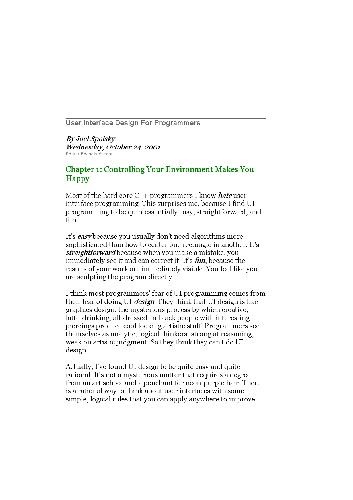 User Interface Design For Programmers
By Joel Spolsky
Wednesday, October 24, 2001
Chapter 1: Controlling Your Environment Makes You
Happy
Most of the hard core C++ programmers I know hate user
interface programming. This surprises me, because I find UI
programming to be quintessentially easy, straightforward, and
fun.
It's easy because you usually don't need algorithms more
sophisticated than how to center one rectangle in another. It's
straightforward because when you make a mistake, you
immediately see it and can correct it. It's fun, because the
results of your work are immediately visible. You feel like you
are sculpting the program directly.
I think most programmers' fear of UI programming comes from
their fear of doing UI design. They think that UI design is like
graphics design: the mysterious process by which creative,
latte-drinking, all-dressed-in-black people with interesting
piercings produce cool looking artistic stuff. Programmers see
themselves as analytic, logical thinkers: strong at reasoning,
weak on artistic judgment. So they think they can't do UI
design.
Actually, I've found UI design to be quite easy and quite
rational. It's not a mysterious matter that requires a degree
from an art school and a penchant for neon-purple hair. There
is a rational way to think about user interfaces with some
simple, logical rules that you can apply anywhere to improve